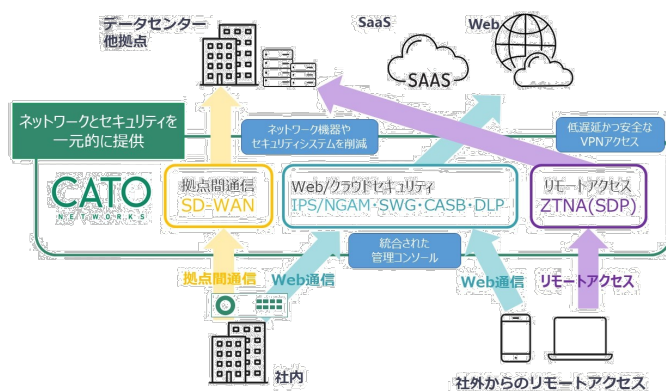 データセンター
他拠点
SaaS
Web
SAAS
ネットワークとセキュリティを
一元的に提供
ネットワーク機器や
セキュリティシステムを削減
低遅延かつ安全な
VPNアクセス
CATO
NETWORKS
拠点間通信
SD-WAN
Web/クラウドセキュリティ
IPS/NGAM・SWG・CASB・DLP
リモートアクセス
ZTNA(SDP)
統合された
管理コンソール
拠点間通信
Web通信
Web通信
リモートアクセス
社内
社外からのリモートアクセス